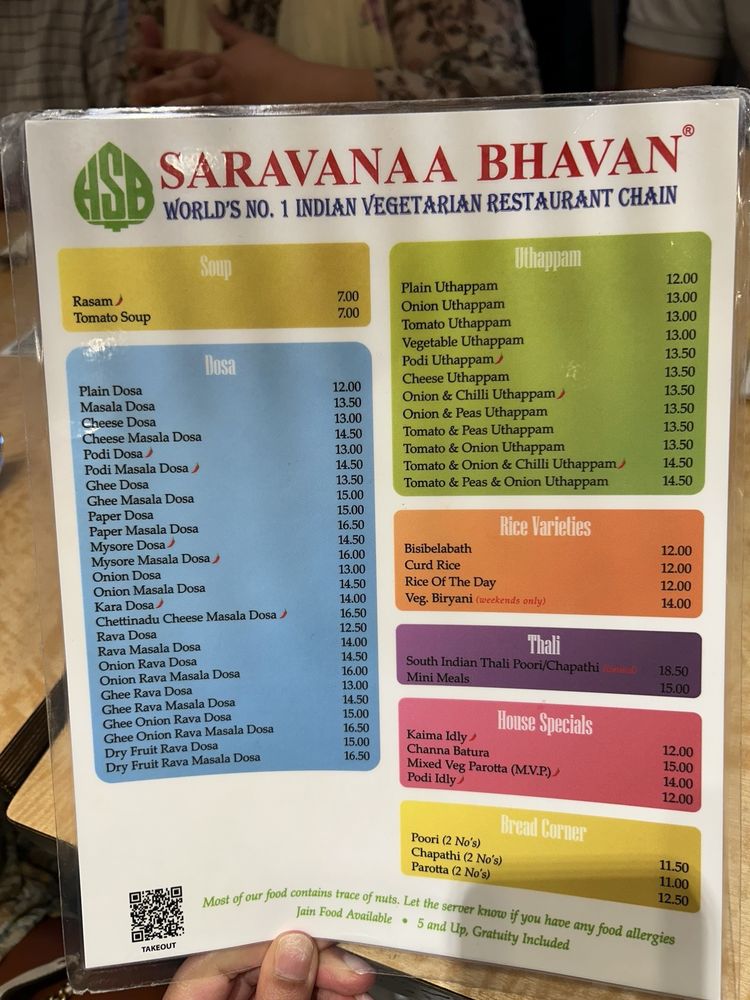 HSB
SARAVANAA BHAVAN®
WORLD'S NO. 1 INDIAN VEGETARIAN RESTAURANT CHAIN
Soup
Rasam 7.00
Tomato Soup 7.00
Dosa
Plain Dosa 12.00
Masala Dosa 13.50
Cheese Dosa 13.00
Cheese Masala Dosa 14.50
Podi Dosa 13.00
Podi Masala Dosa 14.50
Ghee Dosa 13.50
Ghee Masala Dosa 15.00
Paper Dosa 15.00
Paper Masala Dosa 16.50
Mysore Dosa 14.50
Mysore Masala Dosa 16.00
Onion Dosa 13.00
Onion Masala Dosa 14.50
Kara Dosa 14.00
Chettinadu Cheese Masala Dosa 16.50
Rava Dosa 12.50
Rava Masala Dosa 14.00
Onion Rava Dosa 14.50
Onion Rava Masala Dosa 16.00
Ghee Rava Dosa 13.00
Ghee Rava Masala Dosa 14.50
Ghee Onion Rava Dosa 15.00
Ghee Onion Rava Masala Dosa 16.50
Dry Fruit Rava Dosa 15.00
Dry Fruit Rava Masala Dosa 16.50
Uthappam
Plain Uthappam 12.00
Onion Uthappam 13.00
Tomato Uthappam 13.00
Vegetable Uthappam 13.00
Podi Uthappam 13.50
Cheese Uthappam 13.50
Onion & Chilli Uthappam 13.50
Onion & Peas Uthappam 13.50
Tomato & Peas Uthappam 13.50
Tomato & Onion Uthappam 13.50
Tomato & Onion & Chilli Uthappam 14.50
Tomato & Peas & Onion Uthappam 14.50
Rice Varieties
Bisibelabath 12.00
Curd Rice 12.00
Rice Of The Day 12.00
Veg. Biryani (weekends only) 14.00
Thali
South Indian Thali Poori/Chapathi 18.50
Mini Meals 15.00
House Specials
Kaima Idly 12.00
Channa Batura 15.00
Mixed Veg Parotta (M.V.P.) 14.00
Podi Idly 12.00
Bread Corner
Poori (2 No's) 11.50
Chapathi (2 No's) 11.00
Parotta (2 No's) 12.50
TAKEOUT
Most of our food contains trace of nuts. Let the server know if you have any food allergies
Jain Food Available • 5 and Up, Gratuity Included